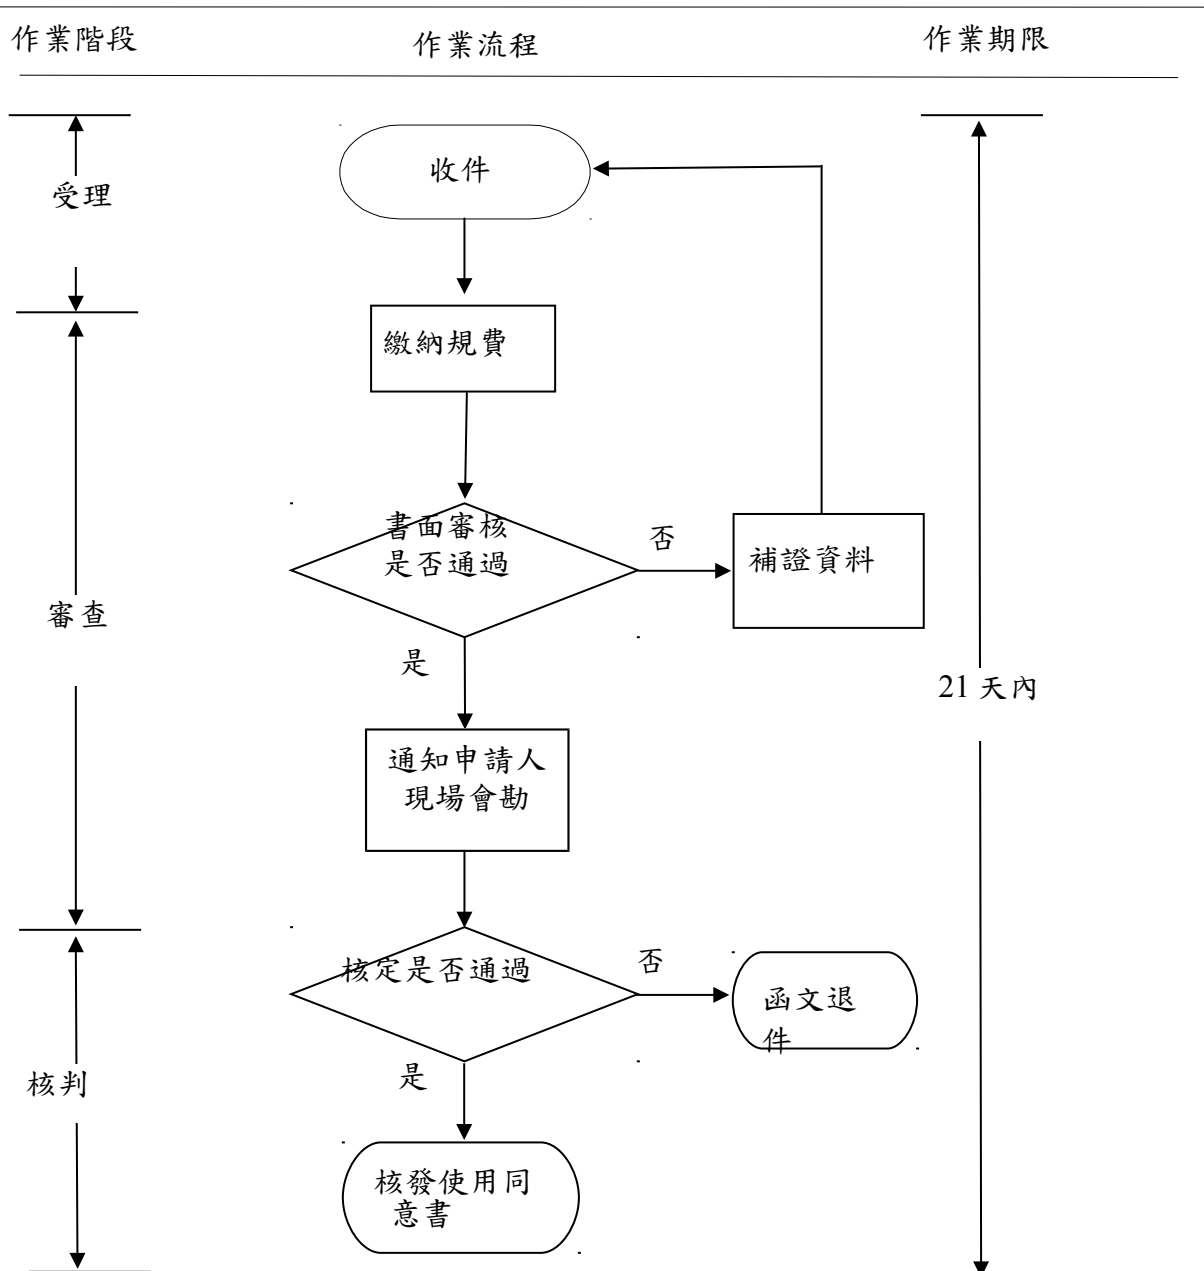 作業階段
作業流程
作業期限
收件
受理
繳納規費
書面審核
是否通過
否
補證資料
審查
是
21 天內
通知申請人
現場會勘
核定是否通過
否
函文退
件
是
核判
核發使用同
意書